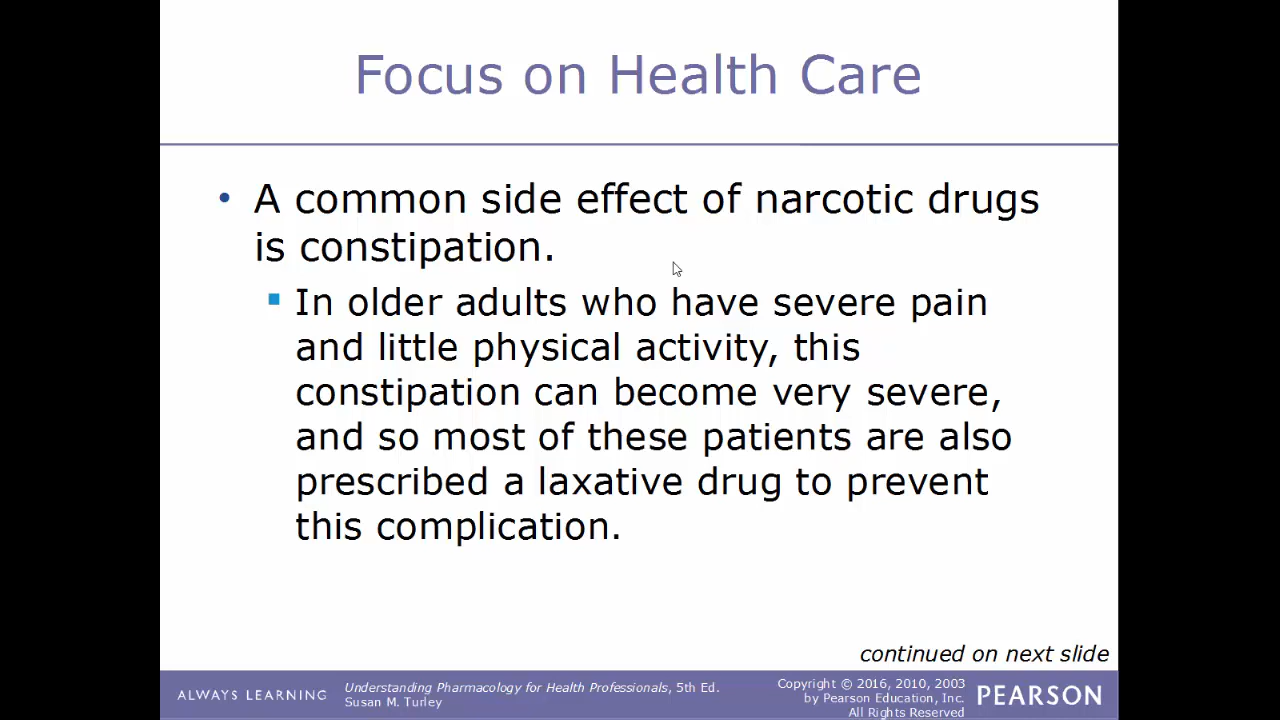 Focus on Health Care
• A common side effect of narcotic drugs
is constipation.
▪ In older adults who have severe pain
and little physical activity, this
constipation can become very severe,
and so most of these patients are also
prescribed a laxative drug to prevent
this complication.
continued on next slide
ALWAYS LEARNING
Understanding Pharmacology for Health Professionals, 5th Ed.
Susan M. Turley
Copyright © 2016, 2010, 2003
by Pearson Education, Inc.
All Rights Reserved
PEARSON